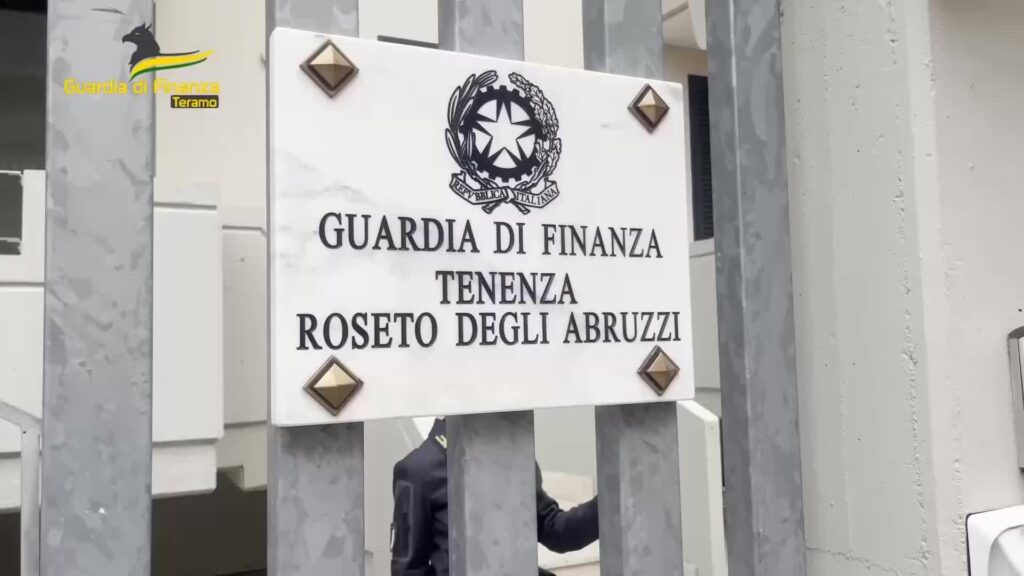 Guardia di Finanza
Teramo
REPVBBLICA ITALIANA
GUARDIA DI FINANZA
TENENZA
ROSETO DEGLI ABRUZZI